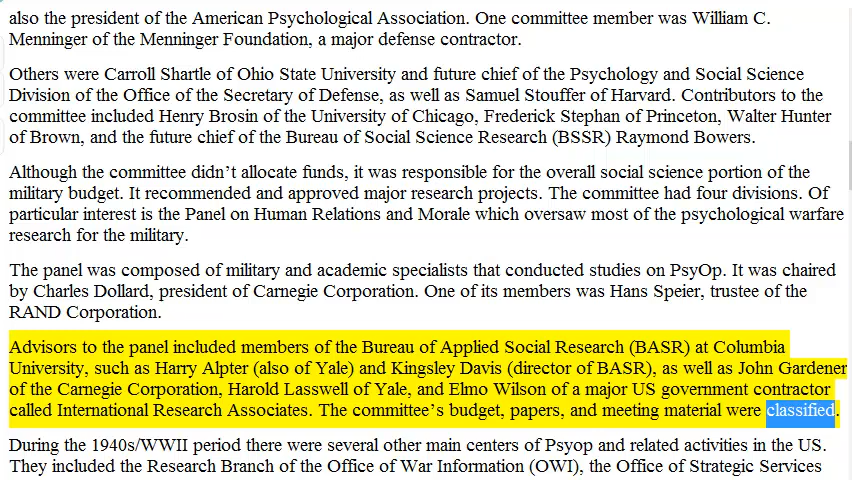 also the president of the American Psychological Association. One committee member was William C.
Menninger of the Menninger Foundation, a major defense contractor.
Others were Carroll Shartle of Ohio State University and future chief of the Psychology and Social Science
Division of the Office of the Secretary of Defense, as well as Samuel Stouffer of Harvard. Contributors to the
committee included Henry Brosin of the University of Chicago, Frederick Stephan of Princeton, Walter Hunter
of Brown, and the future chief of the Bureau of Social Science Research (BSSR) Raymond Bowers.
Although the committee didn’t allocate funds, it was responsible for the overall social science portion of the
military budget. It recommended and approved major research projects. The committee had four divisions. Of
particular interest is the Panel on Human Relations and Morale which oversaw most of the psychological warfare
research for the military.
The panel was composed of military and academic specialists that conducted studies on PsyOp. It was chaired
by Charles Dollard, president of Carnegie Corporation. One of its members was Hans Speier, trustee of the
RAND Corporation.
Advisors to the panel included members of the Bureau of Applied Social Research (BASR) at Columbia
University, such as Harry Alpter (also of Yale) and Kingsley Davis (director of BASR), as well as John Gardener
of the Carnegie Corporation, Harold Lasswell of Yale, and Elmo Wilson of a major US government contractor
called International Research Associates. The committee’s budget, papers, and meeting material were classified.
During the 1940s/WWII period there were several other main centers of Psyop and related activities in the US.
They included the Research Branch of the Office of War Information (OWI), the Office of Strategic Services